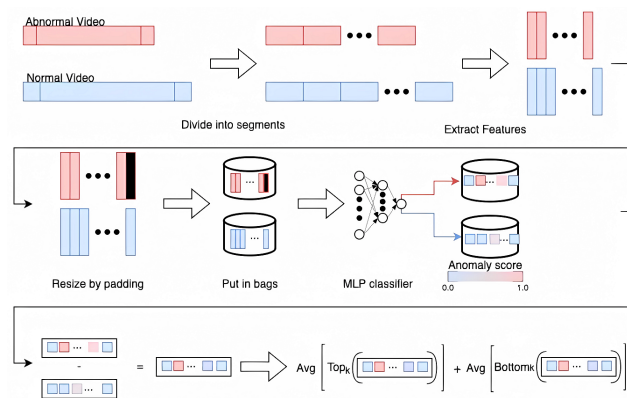 Abnormal Video
Normal Video
Divide into segments
Extract Features
Resize by padding
Put in bags
MLP classifier
Anomaly score
0.0 1.0
- = Avg [ Top k ( ... ) ] + Avg [ Bottom k ( ... ) ]